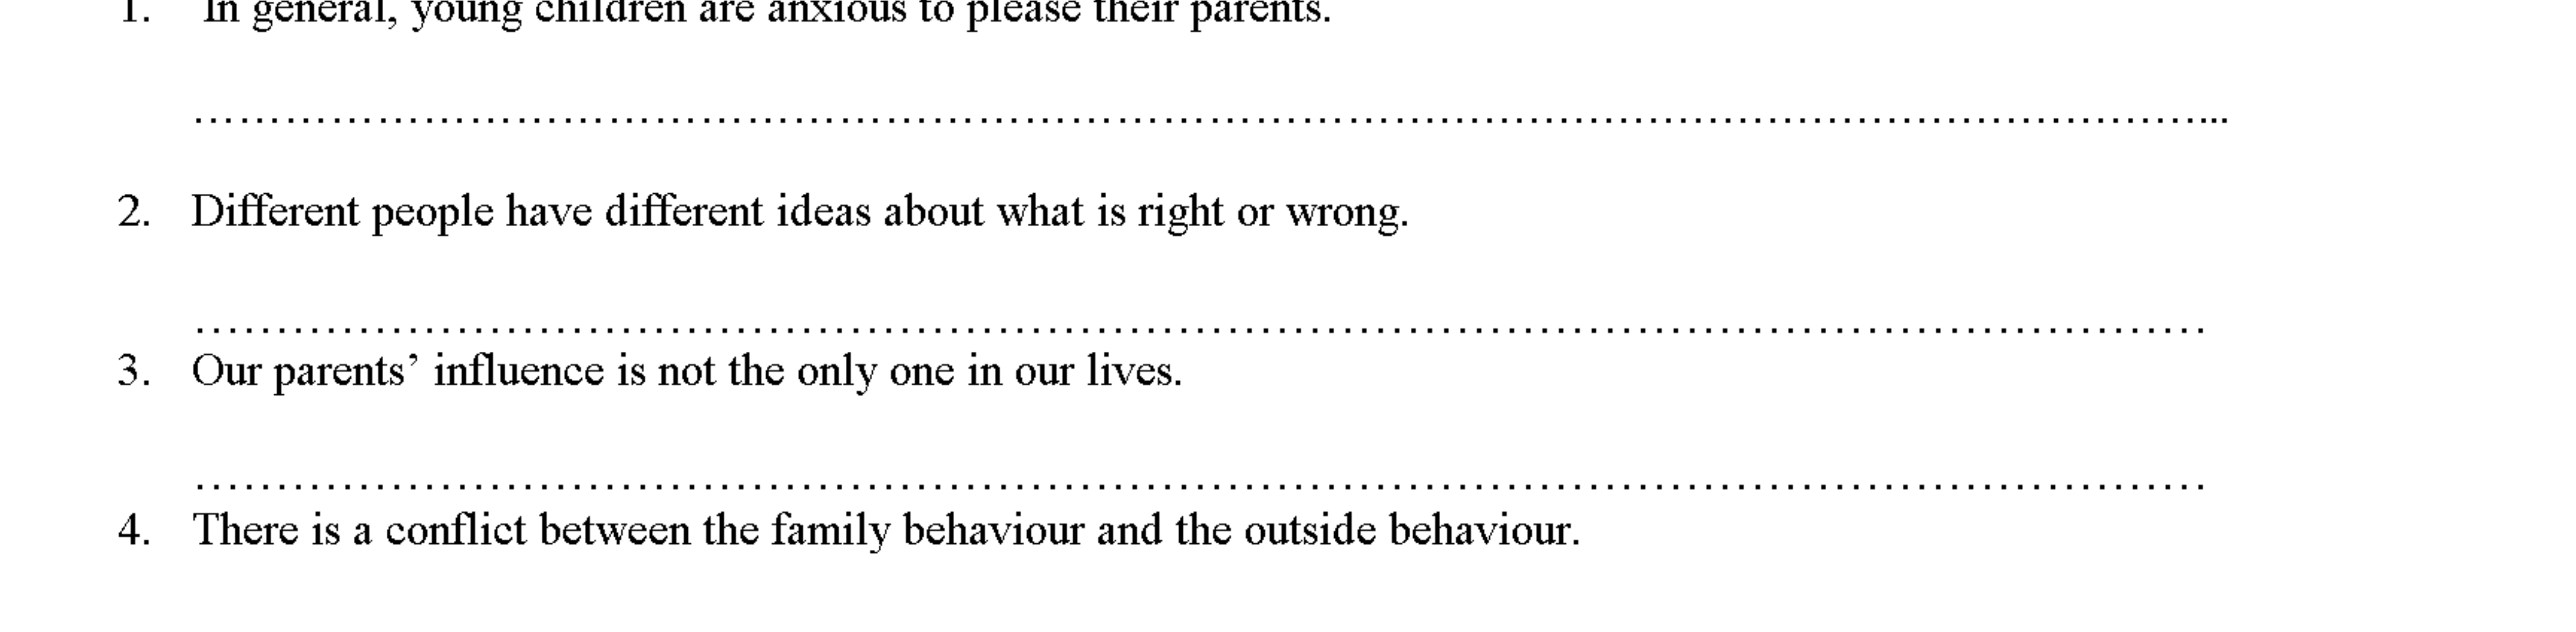 1. In general, young children are anxious to please their parents.
……………………………………………………………………………………………………………...
2. Different people have different ideas about what is right or wrong.
……………………………………………………………………………………………………………
3. Our parents’ influence is not the only one in our lives.
……………………………………………………………………………………………………………
4. There is a conflict between the family behaviour and the outside behaviour.